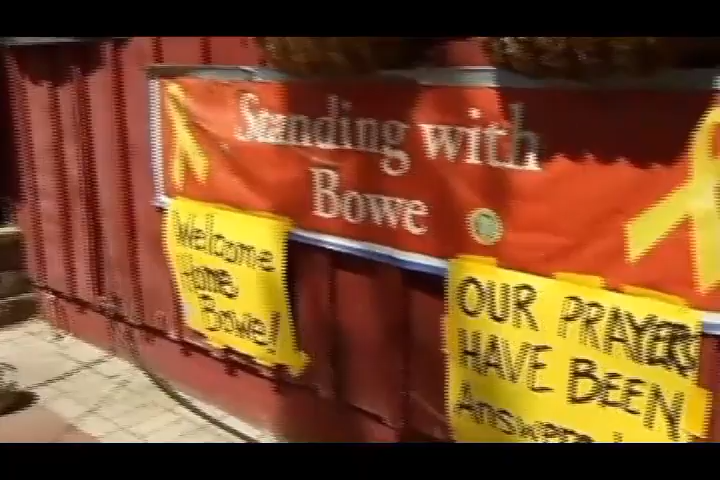 Standing with
Bowe
Welcome
Home
Bowe!
OUR PRAYERS
HAVE BEEN